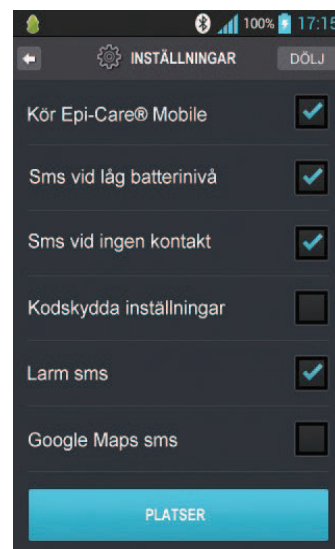 100% 17:15
INSTÄLLNINGAR DÖLJ
Kör Epi-Care® Mobile
Sms vid låg batterinivå
Sms vid ingen kontakt
Kodskydda inställningar
Larm sms
Google Maps sms
PLATSER